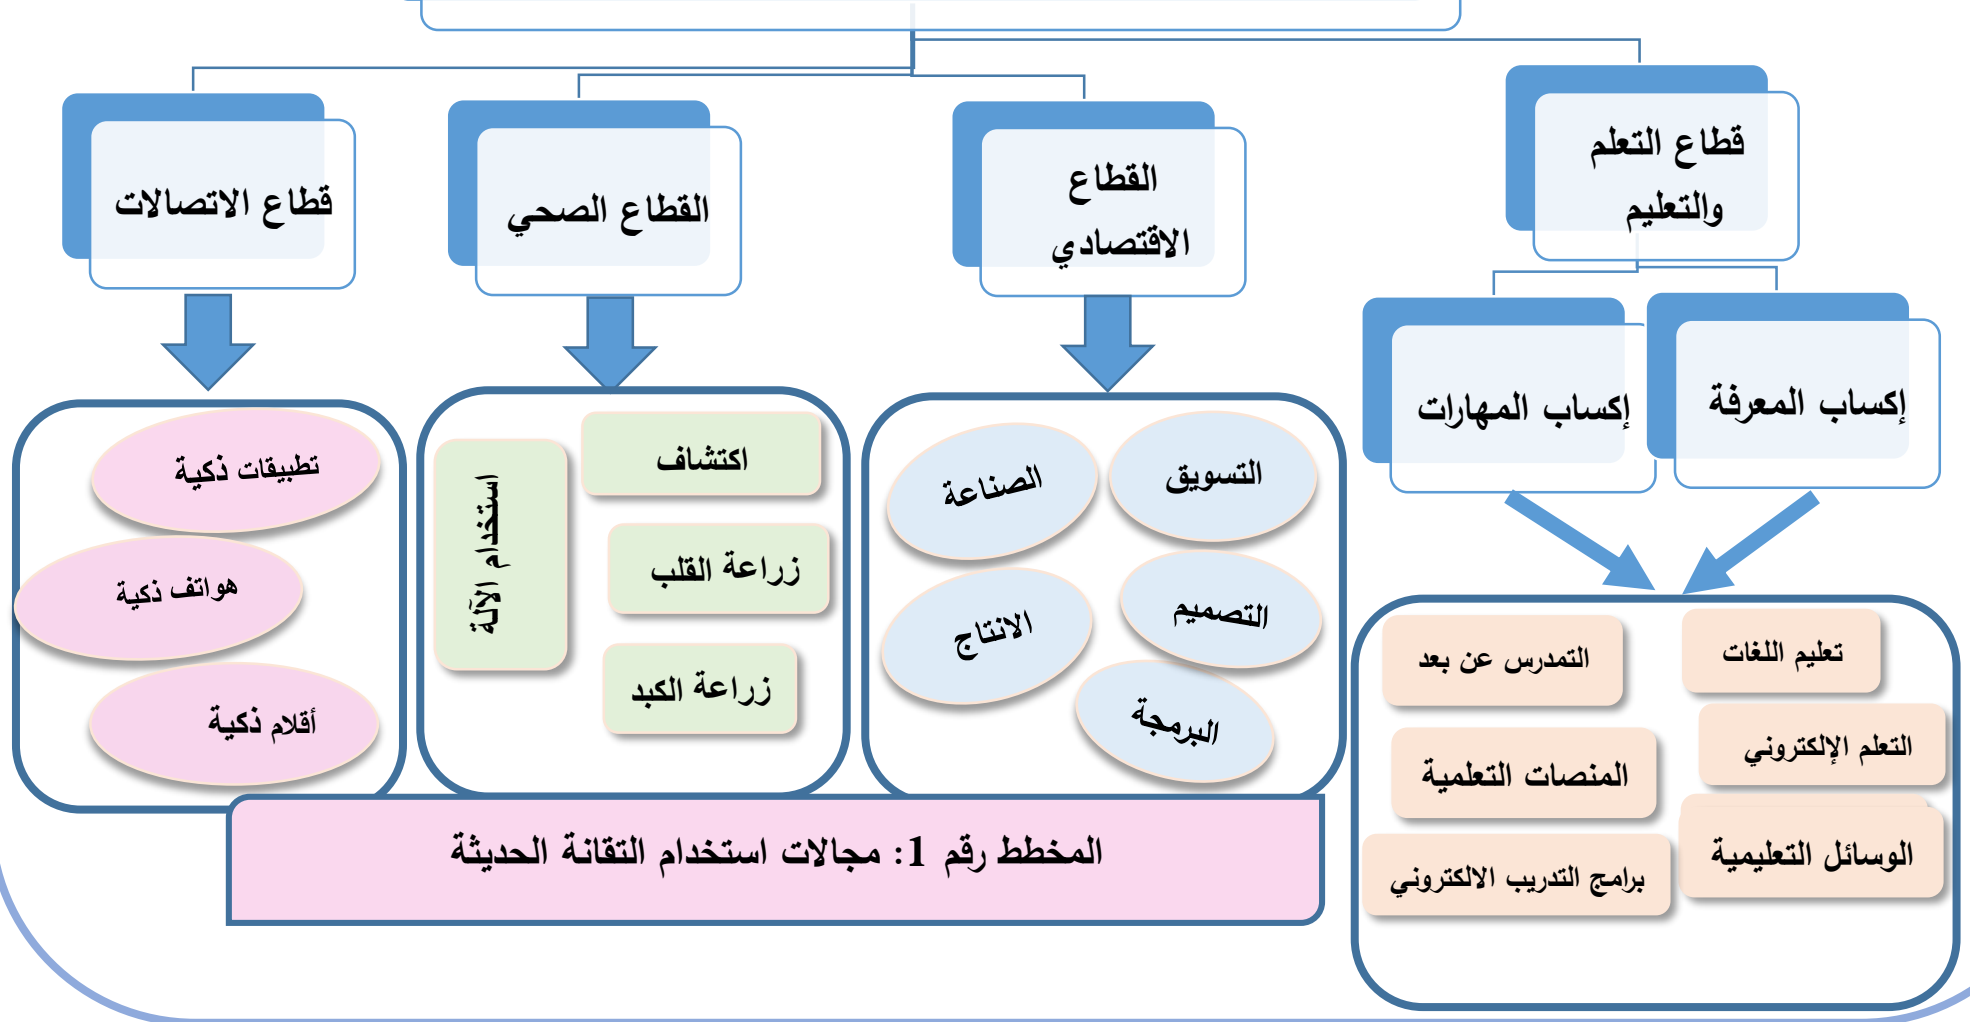 قطاع التعلم
والتعليم
القطاع
الاقتصادي
القطاع الصحي
قطاع الاتصالات
إكساب المعرفة
إكساب المهارات
تعليم اللغات
التمدرس عن بعد
التعلم الإلكتروني
المنصات التعلمية
الوسائل التعليمية
برامج التدريب الالكتروني
التسويق
الصناعة
التصميم
الانتاج
البرمجة
اكتشاف
استخدام الآلة
زراعة القلب
زراعة الكبد
تطبيقات ذكية
هواتف ذكية
أقلام ذكية
المخطط رقم 1: مجالات استخدام التقانة الحديثة